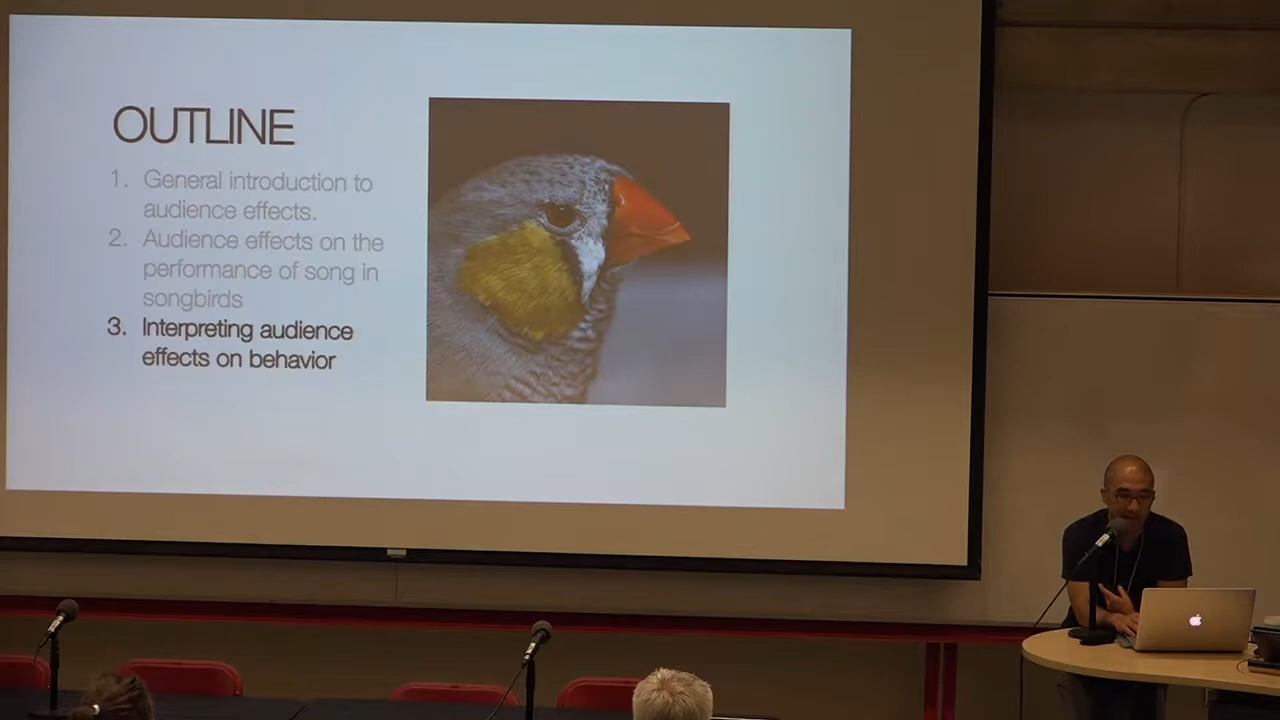 OUTLINE
1. General introduction to
audience effects.
2. Audience effects on the
performance of song in
songbirds
3. Interpreting audience
effects on behavior